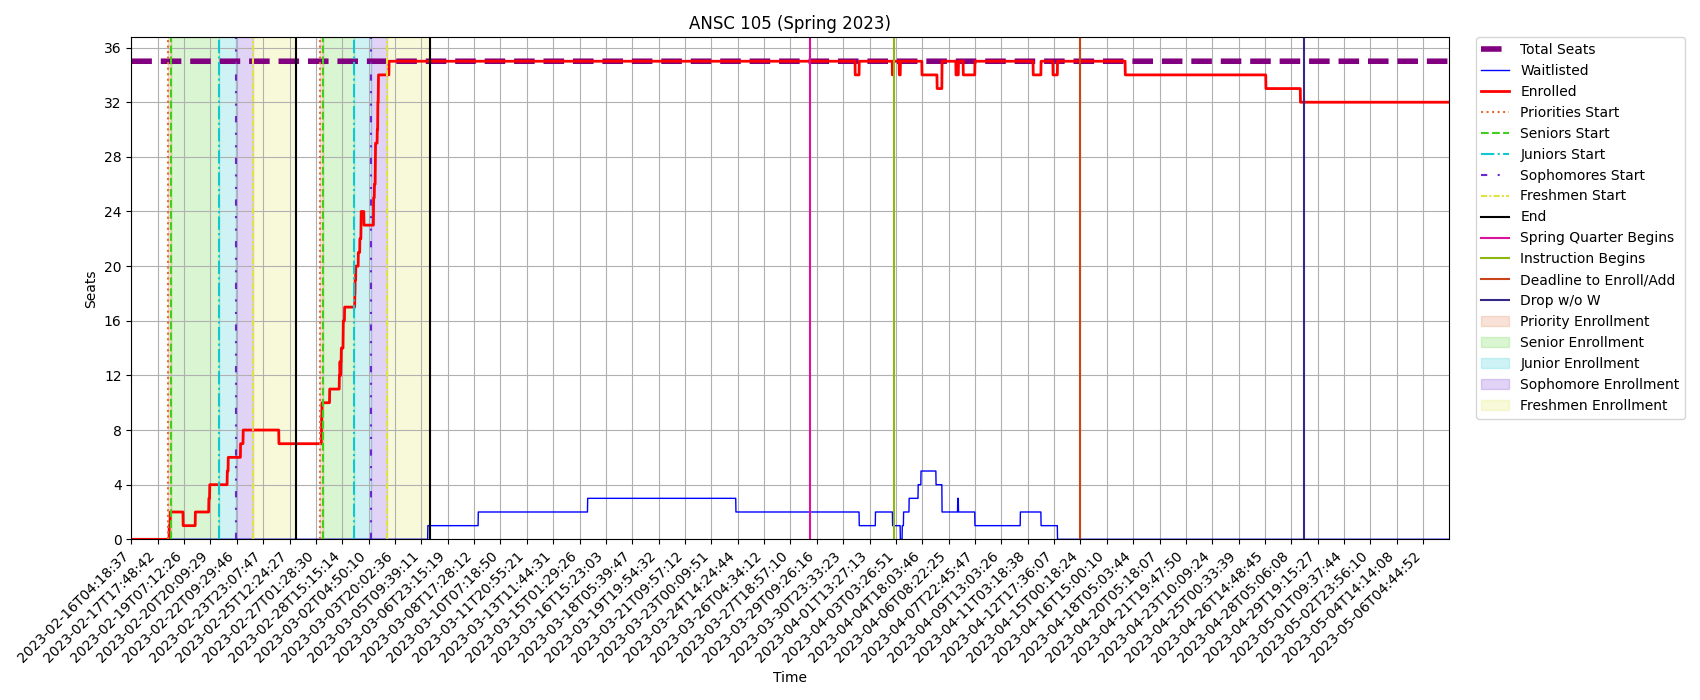 ANSC 105 (Spring 2023)
36
32
28
24
20
16
12
8
4
0
Seats
2023-02-16T04:18:37
2023-02-17T17:48:42
2023-02-19T07:12:26
2023-02-20T20:09:29
2023-02-22T09:29:46
2023-02-23T23:07:47
2023-02-25T12:24:27
2023-02-27T01:28:30
2023-02-28T15:15:14
2023-03-02T04:50:10
2023-03-03T20:02:36
2023-03-05T09:39:11
2023-03-06T23:15:19
2023-03-08T17:28:12
2023-03-10T07:18:50
2023-03-11T20:55:21
2023-03-13T11:44:31
2023-03-15T01:29:26
2023-03-16T15:23:03
2023-03-18T05:39:47
2023-03-19T19:54:32
2023-03-21T09:57:12
2023-03-23T00:09:51
2023-03-24T14:24:44
2023-03-26T04:34:12
2023-03-27T18:57:10
2023-03-29T09:26:16
2023-03-30T23:33:23
2023-04-01T13:27:13
2023-04-03T03:26:51
2023-04-04T18:03:46
2023-04-06T08:22:25
2023-04-07T22:45:47
2023-04-09T13:03:26
2023-04-11T03:18:38
2023-04-12T17:36:07
2023-04-15T00:18:24
2023-04-16T15:00:10
2023-04-18T05:03:44
2023-04-20T05:18:07
2023-04-21T19:47:50
2023-04-23T10:09:24
2023-04-25T00:33:39
2023-04-26T14:48:45
2023-04-28T05:06:08
2023-04-29T19:15:27
2023-05-01T09:37:44
2023-05-02T23:56:10
2023-05-04T14:14:08
2023-05-06T04:44:52
Time
Total Seats
Waitlisted
Enrolled
Priorities Start
Seniors Start
Juniors Start
Sophomores Start
Freshmen Start
End
Spring Quarter Begins
Instruction Begins
Deadline to Enroll/Add
Drop w/o W
Priority Enrollment
Senior Enrollment
Junior Enrollment
Sophomore Enrollment
Freshmen Enrollment